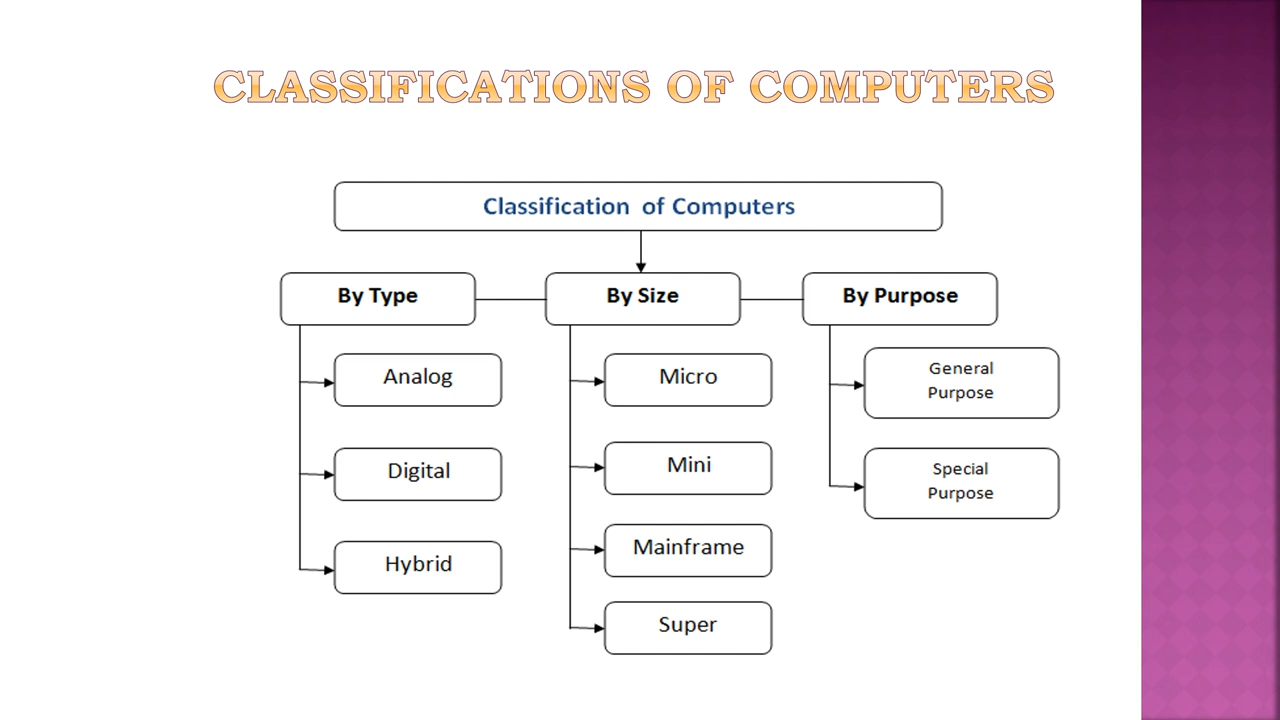 CLASSIFICATIONS OF COMPUTERS
Classification of Computers
By Type
By Size
By Purpose
Analog
Digital
Hybrid
Micro
Mini
Mainframe
Super
General
Purpose
Special
Purpose